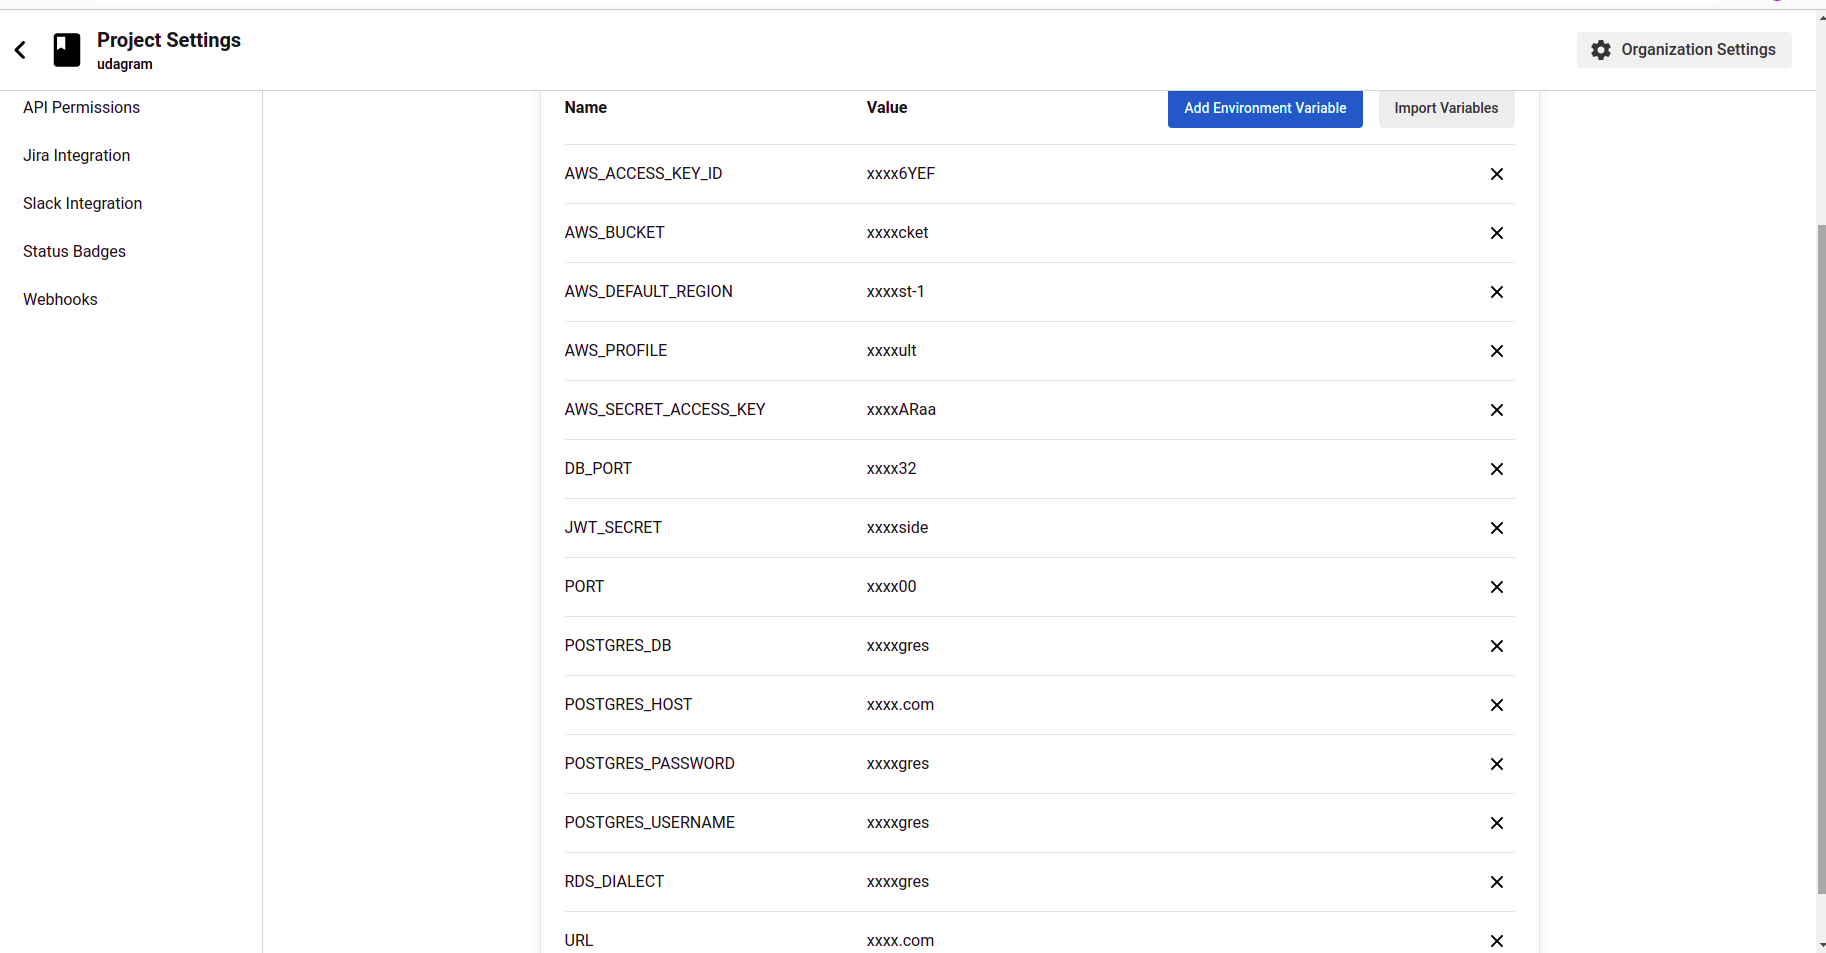 Project Settings
udagram
Organization Settings
API Permissions
Jira Integration
Slack Integration
Status Badges
Webhooks
Name Value Add Environment Variable Import Variables
AWS_ACCESS_KEY_ID xxxx6YEF
AWS_BUCKET xxxxcket
AWS_DEFAULT_REGION xxxxst-1
AWS_PROFILE xxxxult
AWS_SECRET_ACCESS_KEY xxxxARaa
DB_PORT xxxx32
JWT_SECRET xxxxside
PORT xxxx00
POSTGRES_DB xxxxgres
POSTGRES_HOST xxxx.com
POSTGRES_PASSWORD xxxxgres
POSTGRES_USERNAME xxxxgres
RDS_DIALECT xxxxgres
URL xxxx.com